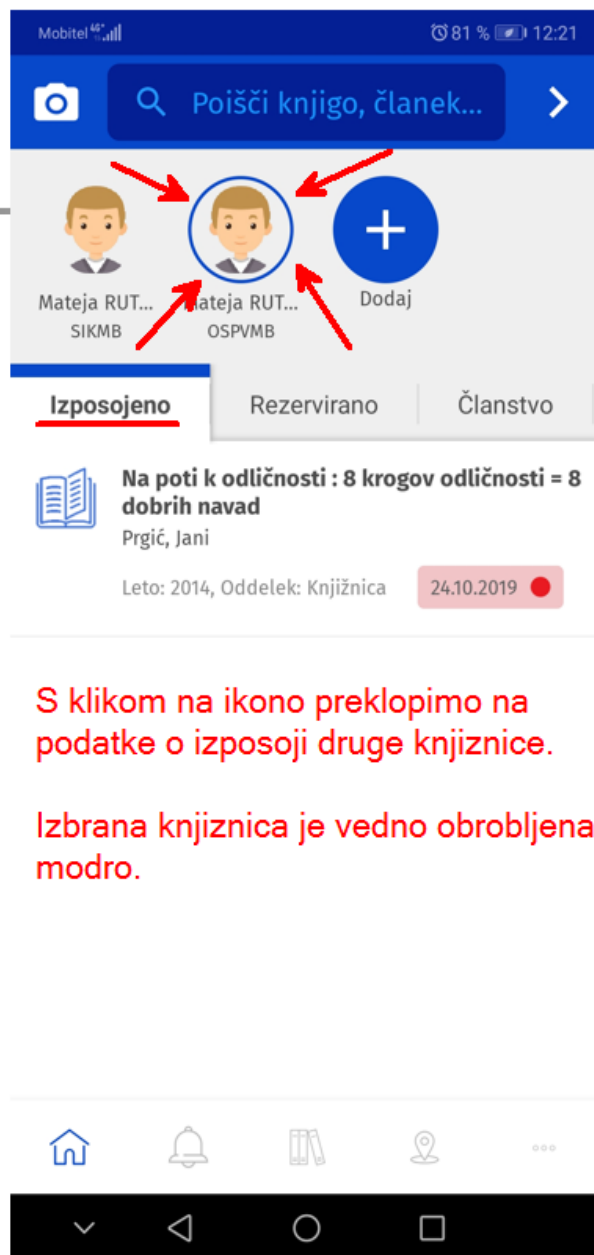 Mobitel 4G 81 % 12:21
Poišči knjigo, članek...
Mateja RUT...
SIKMB
Mateja RUT...
OSPVMB
Dodaj
Izposojeno Rezervirano Članstvo
Na poti k odličnosti : 8 krogov odličnosti = 8
dobrih navad
Prgić, Jani
Leto: 2014, Oddelek: Knjižnica 24.10.2019
S klikom na ikono preklopimo na
podatke o izposoji druge knjiznice.
Izbrana knjiznica je vedno obrobljena
modro.